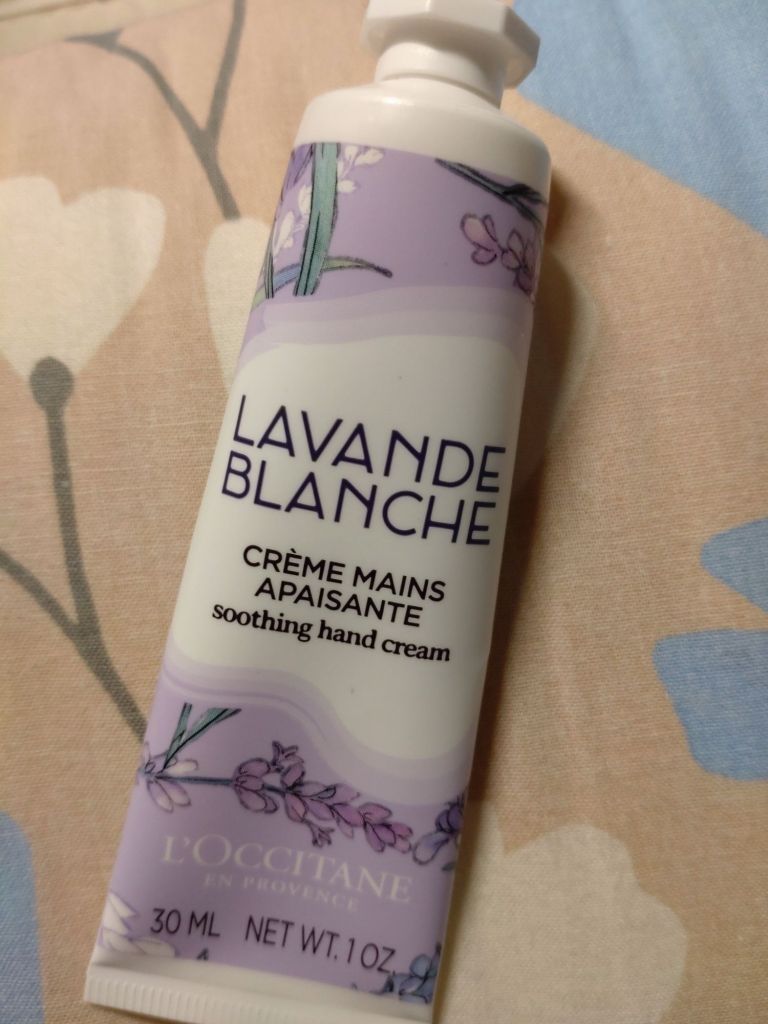 LAVANDE
BLANCHE
CRÈME MAINS
APAISANTE
soothing hand cream
L'OCCITANE
EN PROVENCE
30 ML NET WT. 1 OZ.